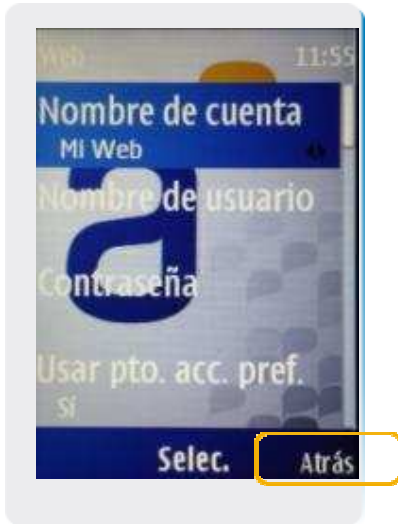 Web 11:55
Nombre de cuenta
Mi Web
Nombre de usuario
Contraseña
Usar pto. acc. pref.
Sí
Selec. Atrás